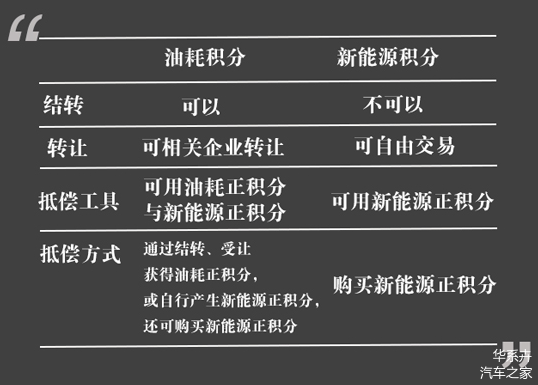 油耗积分 新能源积分
结转 可以 不可以
转让 可相关企业转让 可自由交易
抵偿工具 可用油耗正积分
与新能源正积分 可用新能源正积分
抵偿方式 通过结转、受让
获得油耗正积分，
或自行产生新能源正积分，
还可购买新能源正积分 购买新能源正积分
华系弁
汽车之家